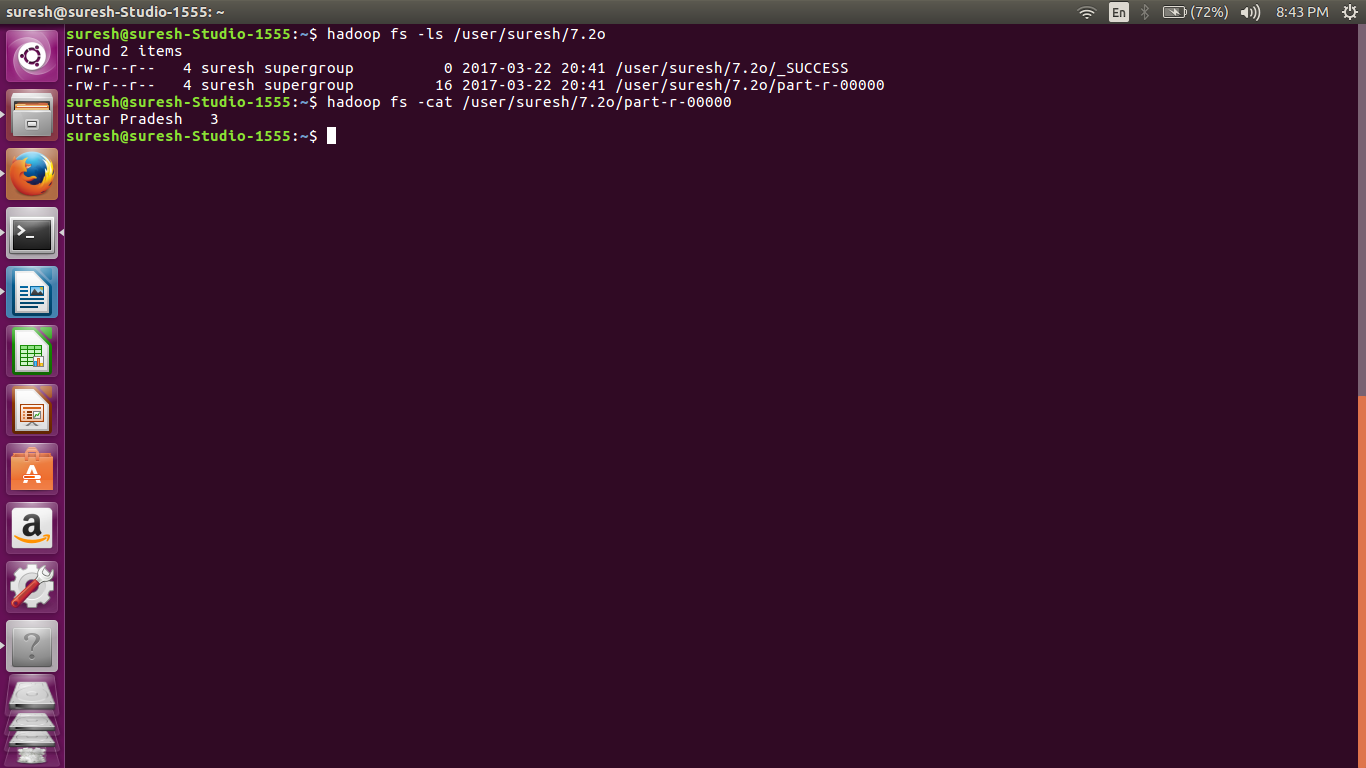 suresh@suresh-Studio-1555: ~
En
(72%)
8:43 PM
suresh@suresh-Studio-1555:~$ hadoop fs -ls /user/suresh/7.2o
Found 2 items
-rw-r--r--   4 suresh supergroup          0 2017-03-22 20:41 /user/suresh/7.2o/_SUCCESS
-rw-r--r--   4 suresh supergroup         16 2017-03-22 20:41 /user/suresh/7.2o/part-r-00000
suresh@suresh-Studio-1555:~$ hadoop fs -cat /user/suresh/7.2o/part-r-00000
Uttar Pradesh   3
suresh@suresh-Studio-1555:~$
>_
A
a
?